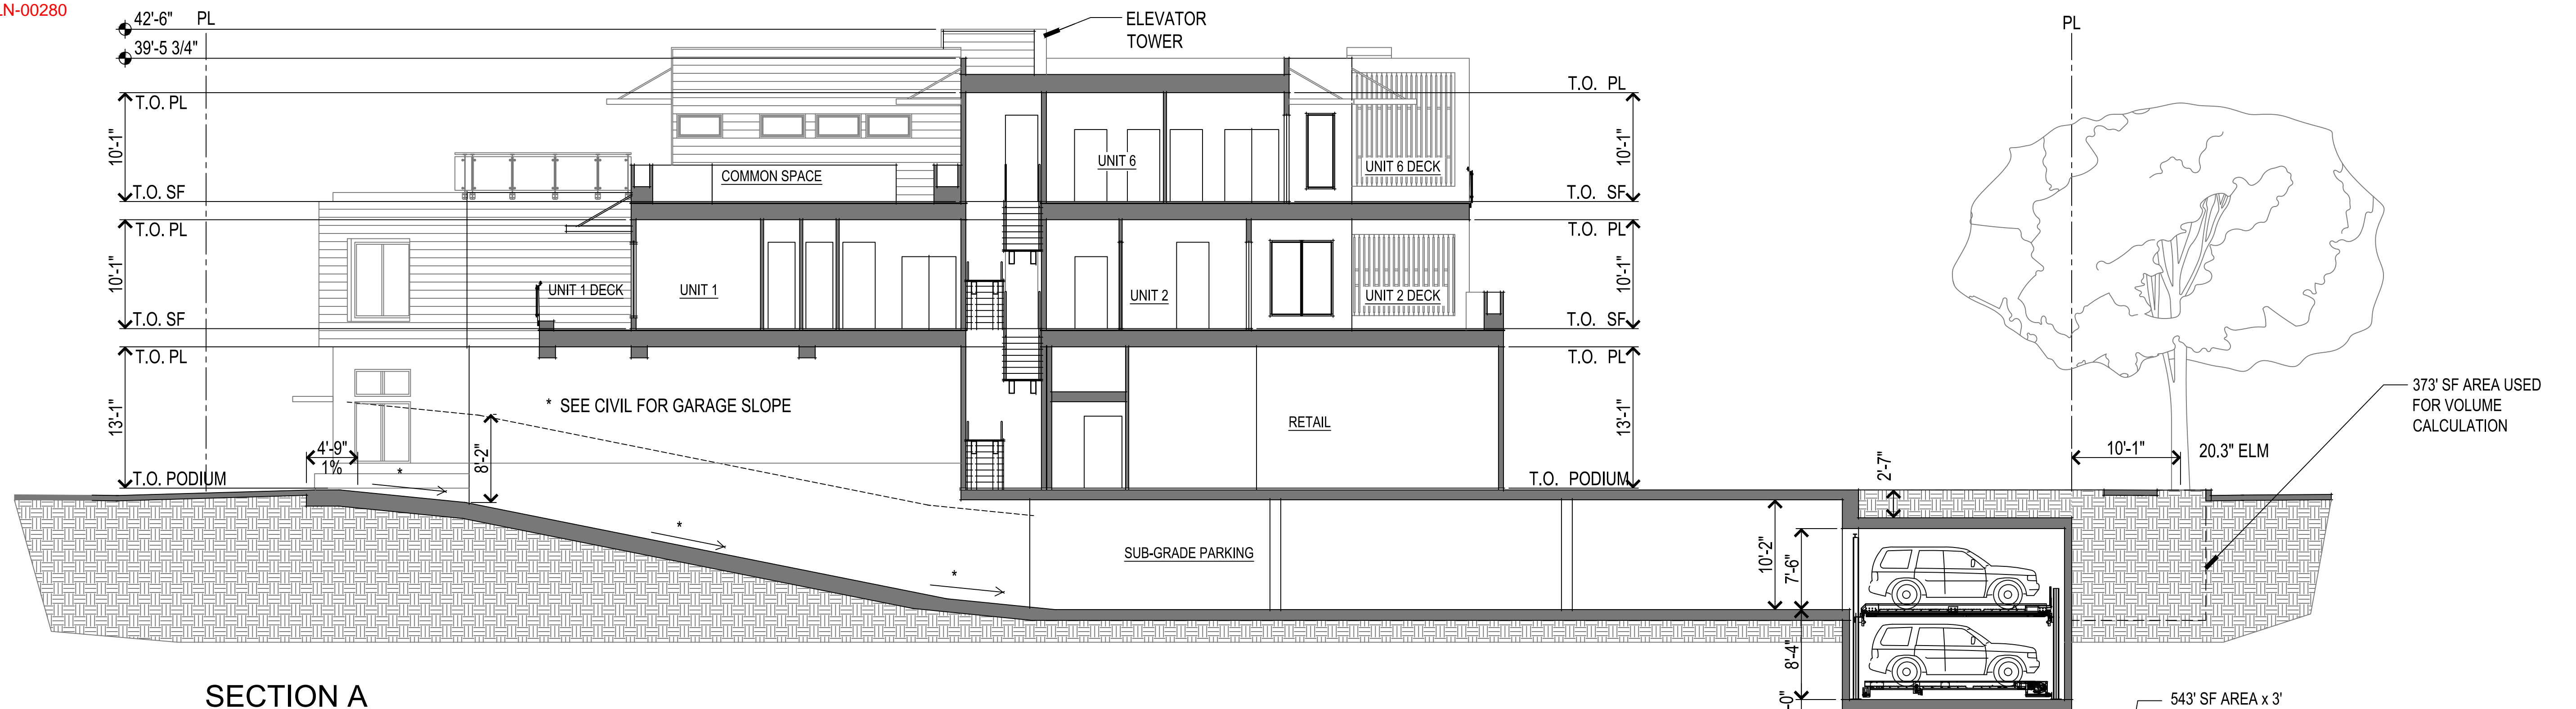 LN-00280
42'-6" PL
39'-5 3/4"
ELEVATOR
TOWER
PL
T.O. PL
T.O. PL
10'-1"
10'-1"
UNIT 6
UNIT 6 DECK
COMMON SPACE
T.O. SF
T.O. SF
T.O. PL
T.O. PL
10'-1"
10'-1"
UNIT 1 DECK
UNIT 1
UNIT 2
UNIT 2 DECK
T.O. SF
T.O. SF
T.O. PL
T.O. PL
13'-1"
13'-1"
* SEE CIVIL FOR GARAGE SLOPE
RETAIL
373' SF AREA USED
FOR VOLUME
CALCULATION
4'-9"
1%
*
8'-2"
10'-1"
20.3" ELM
2'-7"
T.O. PODIUM
T.O. PODIUM
*
SUB-GRADE PARKING
10'-2"
7'-6"
*
8'-4"
SECTION A
-0"
543' SF AREA x 3'